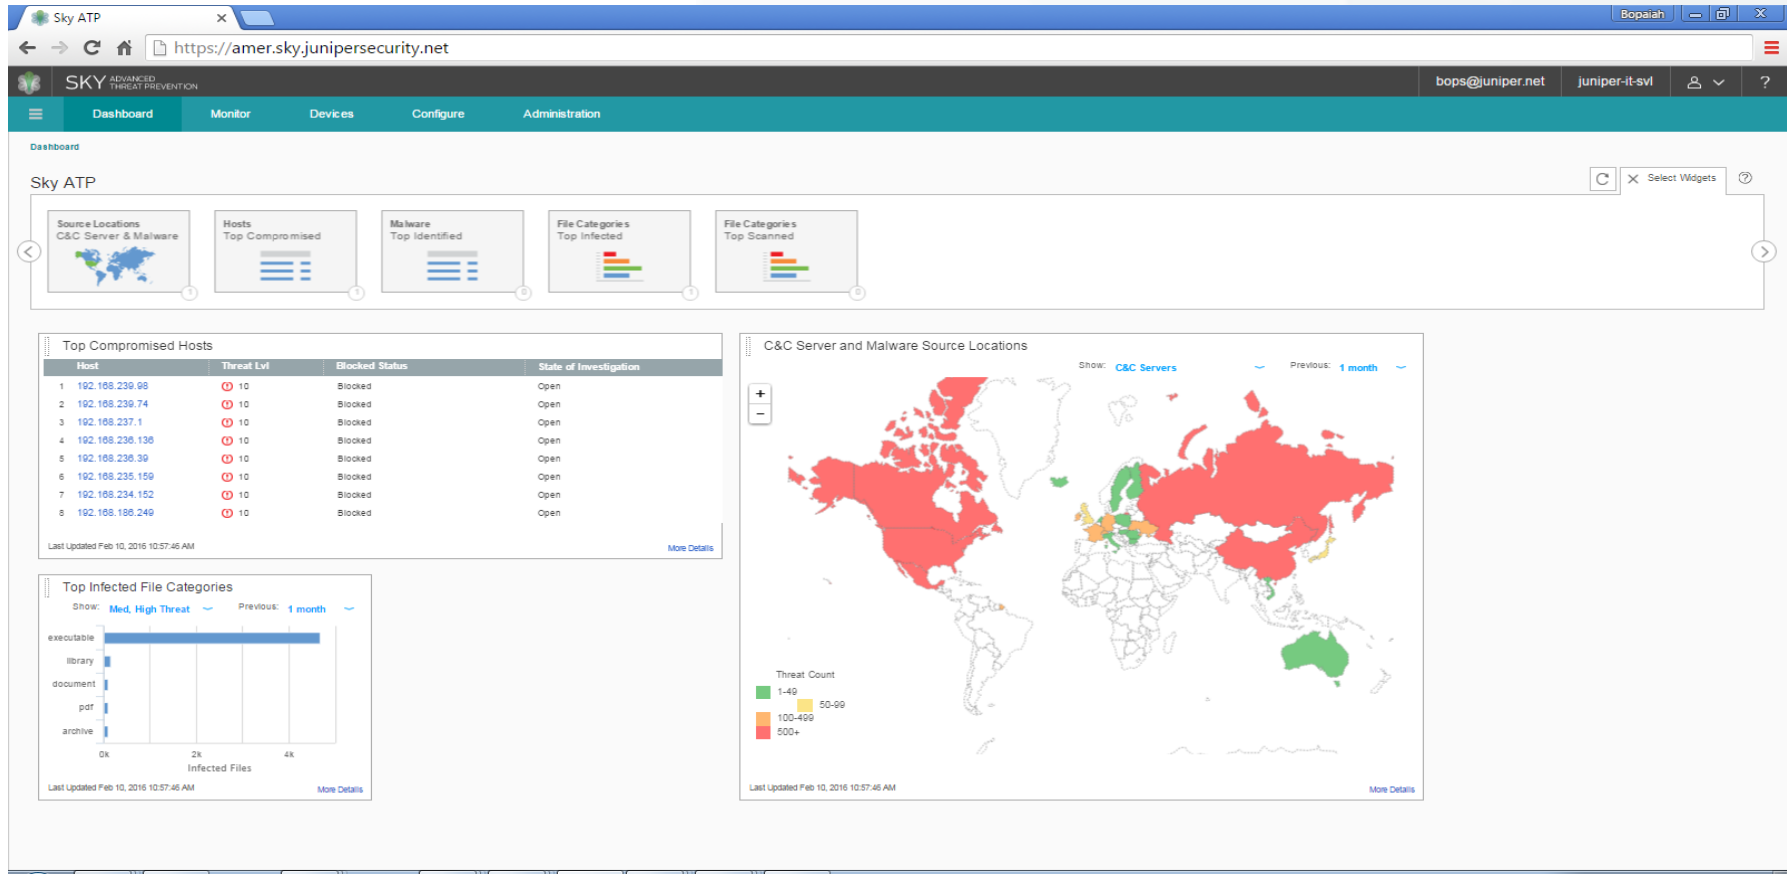 Sky ATP
Bopaiah
https://amer.sky.junipersecurity.net
SKY ADVANCED THREAT PREVENTION
bops@juniper.net
juniper-it-svl
?
Dashboard Monitor Devices Configure Administration
Dashboard
Sky ATP
Select Widgets
Source Locations
C&C Server & Malware
1
Hosts
Top Compromised
1
Malware
Top Identified
0
File Categories
Top Infected
1
File Categories
Top Scanned
0
Top Compromised Hosts
Host Threat Lvl Blocked Status State of Investigation
1 192.168.239.98 10 Blocked Open
2 192.168.239.74 10 Blocked Open
3 192.168.237.1 10 Blocked Open
4 192.168.236.136 10 Blocked Open
5 192.168.236.39 10 Blocked Open
6 192.168.235.159 10 Blocked Open
7 192.168.234.152 10 Blocked Open
8 192.168.186.249 10 Blocked Open
Last Updated Feb 10, 2016 10:57:46 AM
More Details
C&C Server and Malware Source Locations
Show: C&C Servers Previous: 1 month
+
−
Threat Count
1-49
50-99
100-499
500+
Last Updated Feb 10, 2016 10:57:46 AM
More Details
Top Infected File Categories
Show: Med, High Threat Previous: 1 month
executable
library
document
pdf
archive
0k 2k 4k
Infected Files
Last Updated Feb 10, 2016 10:57:46 AM
More Details